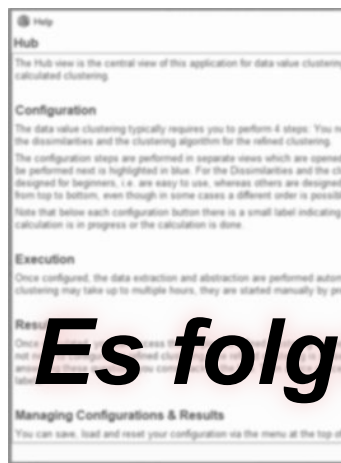 Help
Hub
The Hub view is the central view of this application for data value clustering
calculated clustering.
Configuration
The data value clustering typically requires you to perform 4 steps: You
the dissimilarities and the clustering algorithm for the refined clustering.
The configuration steps are performed in separate views which are opened
be performed next is highlighted in blue. For the Dissimilarities and the
designed for beginners, i.e. are easy to use, whereas others are designed
from top to bottom, even though in some cases a different order is
Note that below each configuration button there is a small label indicating
calculation is in progress or the calculation is done.
Execution
Once configured, the data extraction and abstraction are performed
clustering may take up to multiple hours, they are started manually by
Es folg
Managing Configurations & Results
You can save, load and reset your configuration via the menu at the top